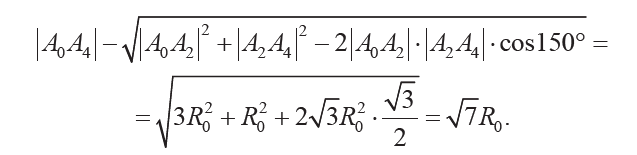 |A₀A₄| − √(|A₀A₂|² + |A₂A₄|² − 2|A₀A₂|·|A₂A₄|·cos150°) =
= √(3R₀² + R₀² + 2√3R₀² · √3/2) = √7R₀.